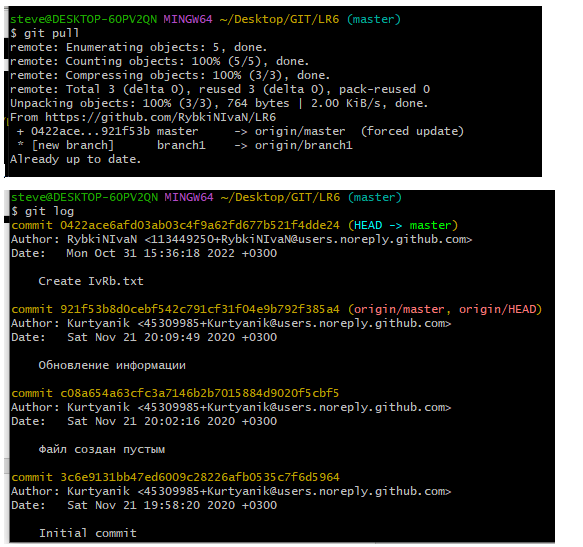 steve@DESKTOP-6OPV2QN MINGW64 ~/Desktop/GIT/LR6 (master)
$ git pull
remote: Enumerating objects: 5, done.
remote: Counting objects: 100% (5/5), done.
remote: Compressing objects: 100% (3/3), done.
remote: Total 3 (delta 0), reused 3 (delta 0), pack-reused 0
Unpacking objects: 100% (3/3), 764 bytes | 2.00 KiB/s, done.
From https://github.com/RybkiNIvaN/LR6
 + 0422ace...921f53b master     -> origin/master  (forced update)
 * [new branch]      branch1    -> origin/branch1
Already up to date.
steve@DESKTOP-6OPV2QN MINGW64 ~/Desktop/GIT/LR6 (master)
$ git log
commit 0422ace6afd03ab03c4f9a62fd677b521f4dde24 (HEAD -> master)
Author: RybkiNIvaN <113449250+RybkiNIvaN@users.noreply.github.com>
Date:   Mon Oct 31 15:36:18 2022 +0300
    Create IvRb.txt
commit 921f53b8d0cebf542c791cf31f04e9b792f385a4 (origin/master, origin/HEAD)
Author: Kurtyanik <45309985+Kurtyanik@users.noreply.github.com>
Date:   Sat Nov 21 20:09:49 2020 +0300
    Обновление информации
commit c08a654a63cfc3a7146b2b7015884d9020f5cbf5
Author: Kurtyanik <45309985+Kurtyanik@users.noreply.github.com>
Date:   Sat Nov 21 20:02:16 2020 +0300
    Файл создан пустым
commit 3c6e9131bb47ed6009c28226afb0535c7f6d5964
Author: Kurtyanik <45309985+Kurtyanik@users.noreply.github.com>
Date:   Sat Nov 21 19:58:20 2020 +0300
    Initial commit